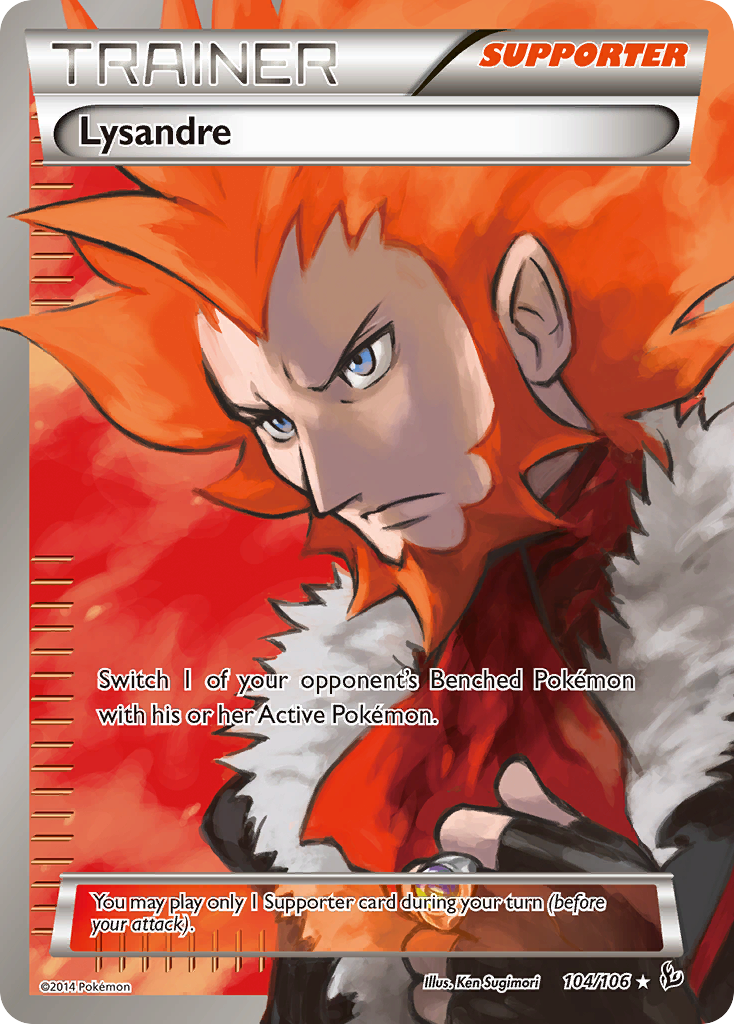 TRAINER
SUPPORTER
Lysandre
Switch 1 of your opponent's Benched Pokémon
with his or her Active Pokémon.
You may play only 1 Supporter card during your turn (before
your attack).
©2014 Pokémon
Illus. Ken Sugimori
104/106 ★